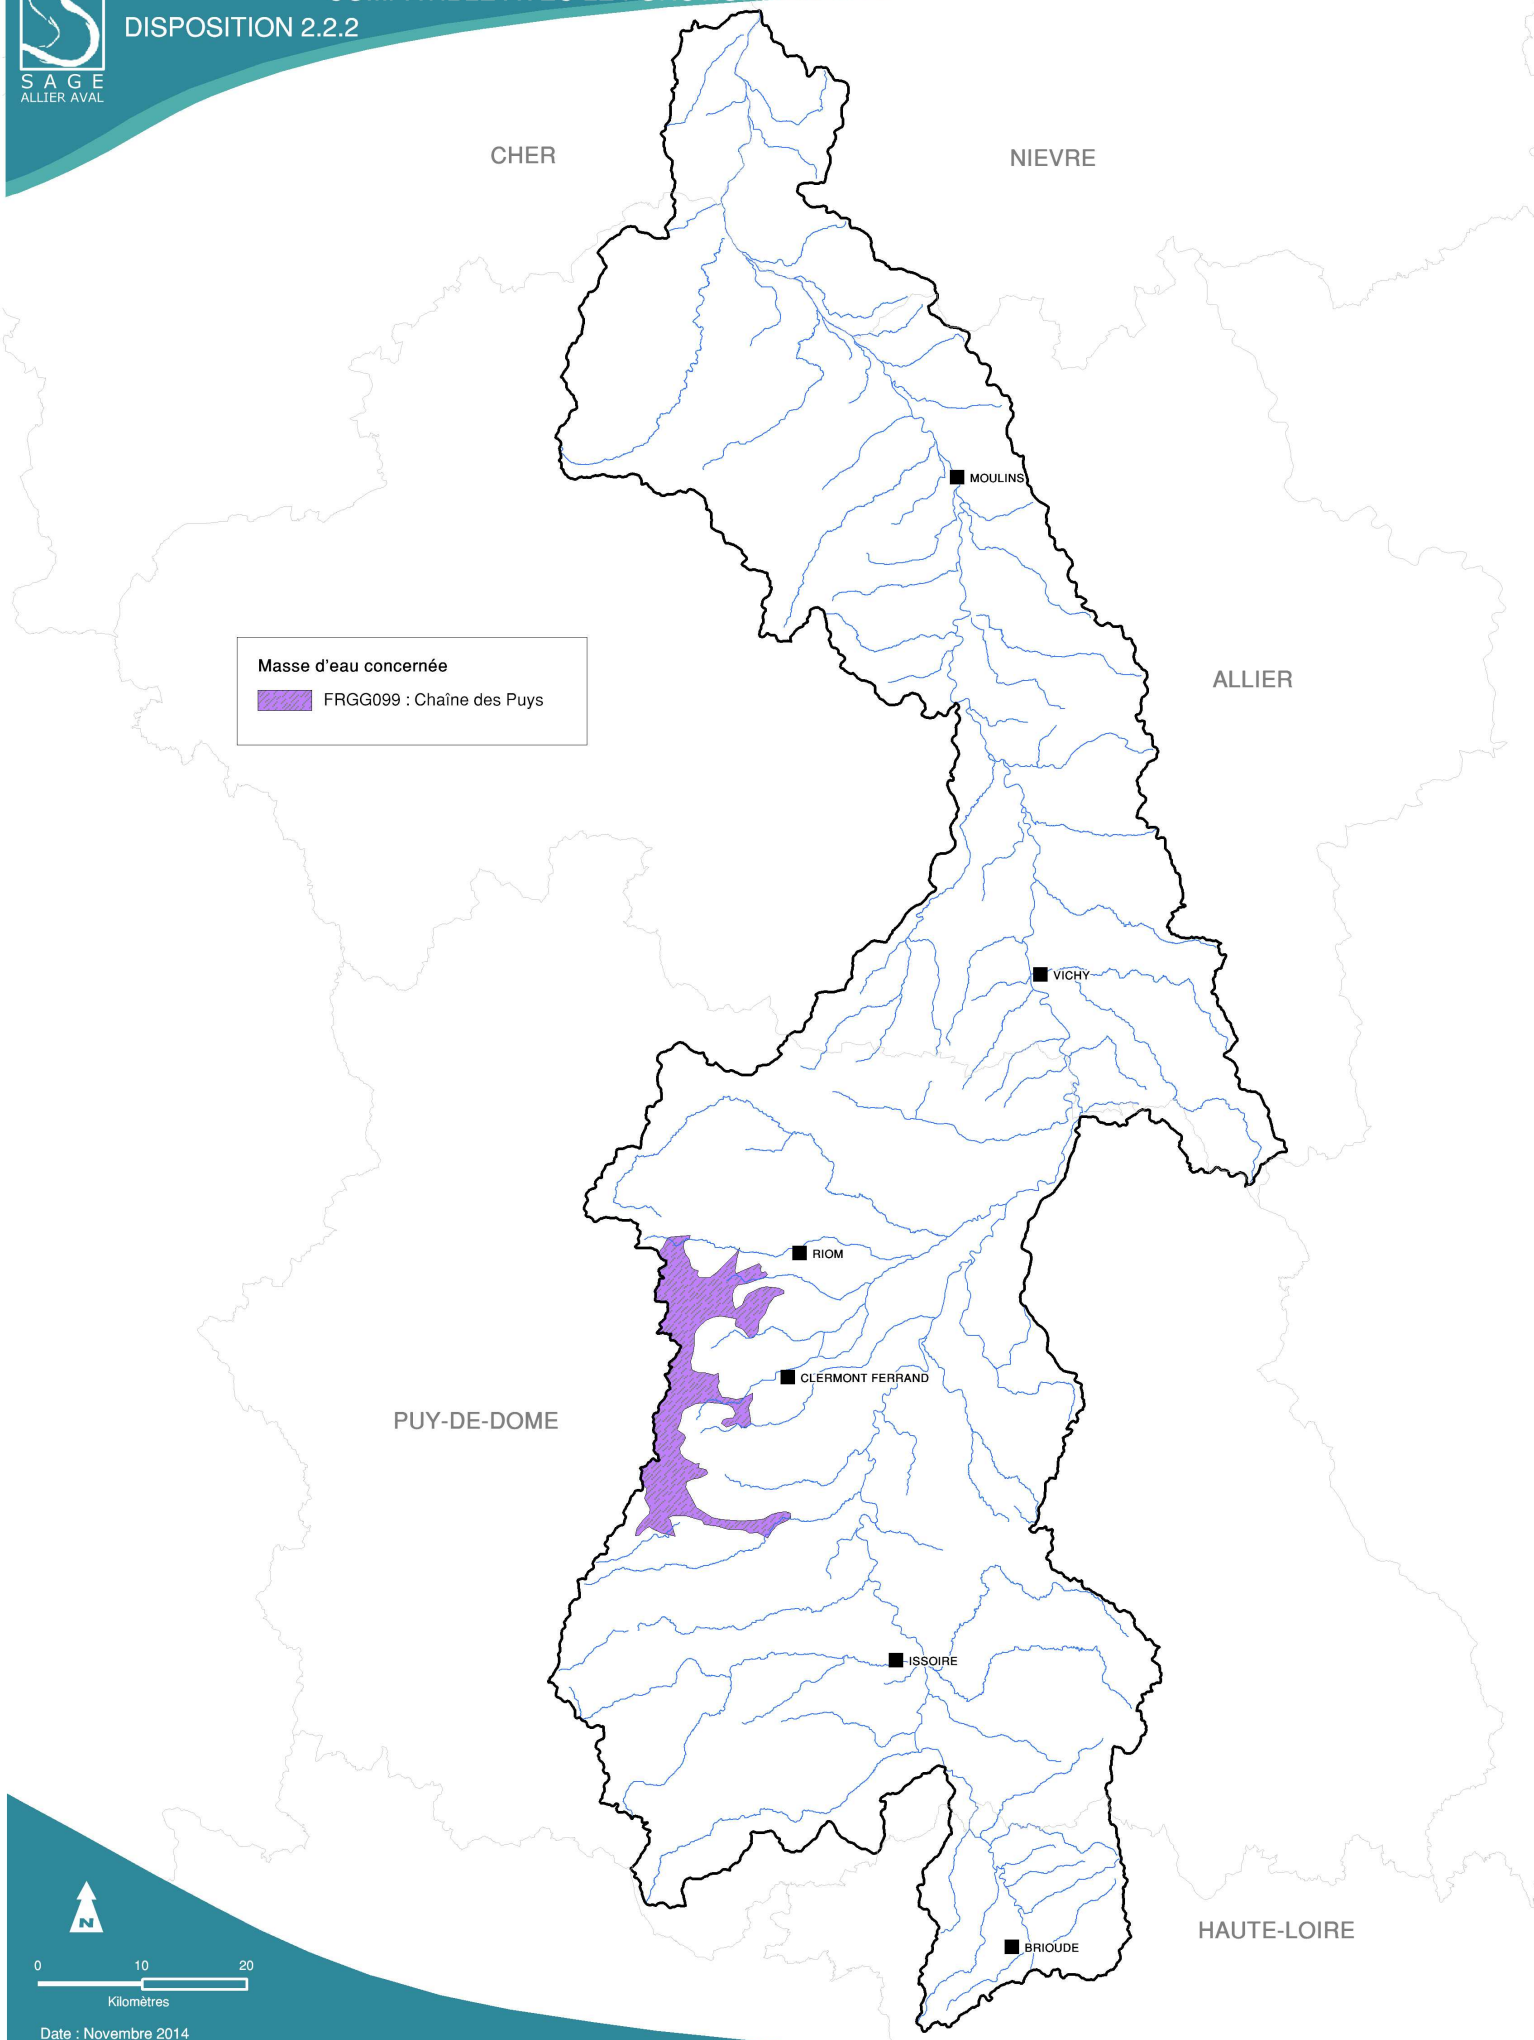 DISPOSITION 2.2.2
SAGE
ALLIER AVAL
CHER
NIEVRE
MOULINS
Masse d'eau concernée
FRGG099 : Chaîne des Puys
ALLIER
VICHY
RIOM
CLERMONT FERRAND
PUY-DE-DOME
ISSOIRE
HAUTE-LOIRE
BRIOUDE
N
0 10 20
Kilomètres
Date : Novembre 2014